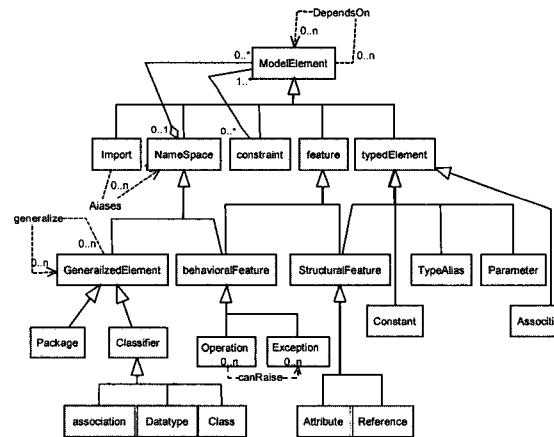 DependsOn
0..n
0..n
0..*
ModelElement
1..*
0..1
0..*
Import
NameSpace
constraint
feature
typedElement
0..n
Aiases
generalize
0..n
0..n
GeneralizedElement
behavioralFeature
StructuralFeature
TypeAlias
Parameter
Constant
Package
Classifier
Operation
Exception
0..n
0..n
canRaise
association
Datatype
Class
Attribute
Reference